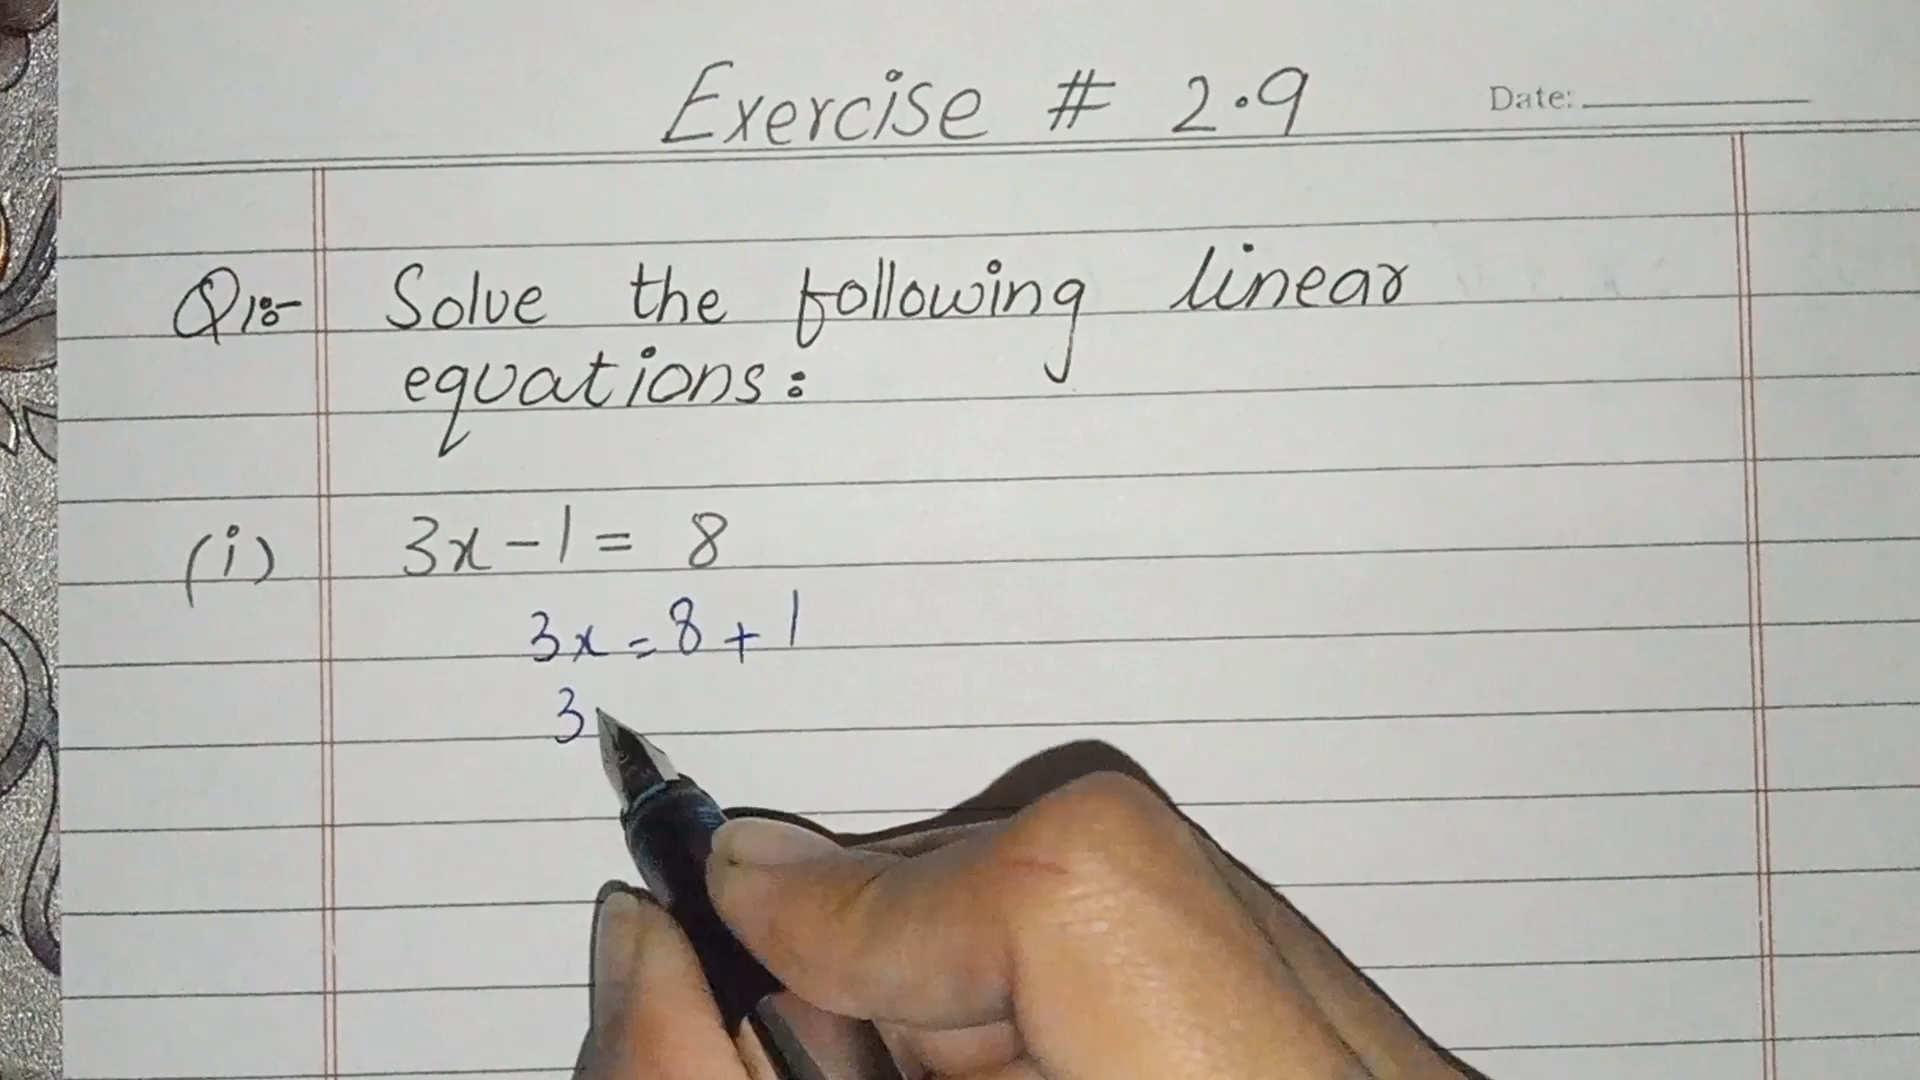 Exercise # 2.9
Date:
Q1:- Solve the following linear
equations:
(i) 3x - 1 = 8
3x = 8 + 1
3